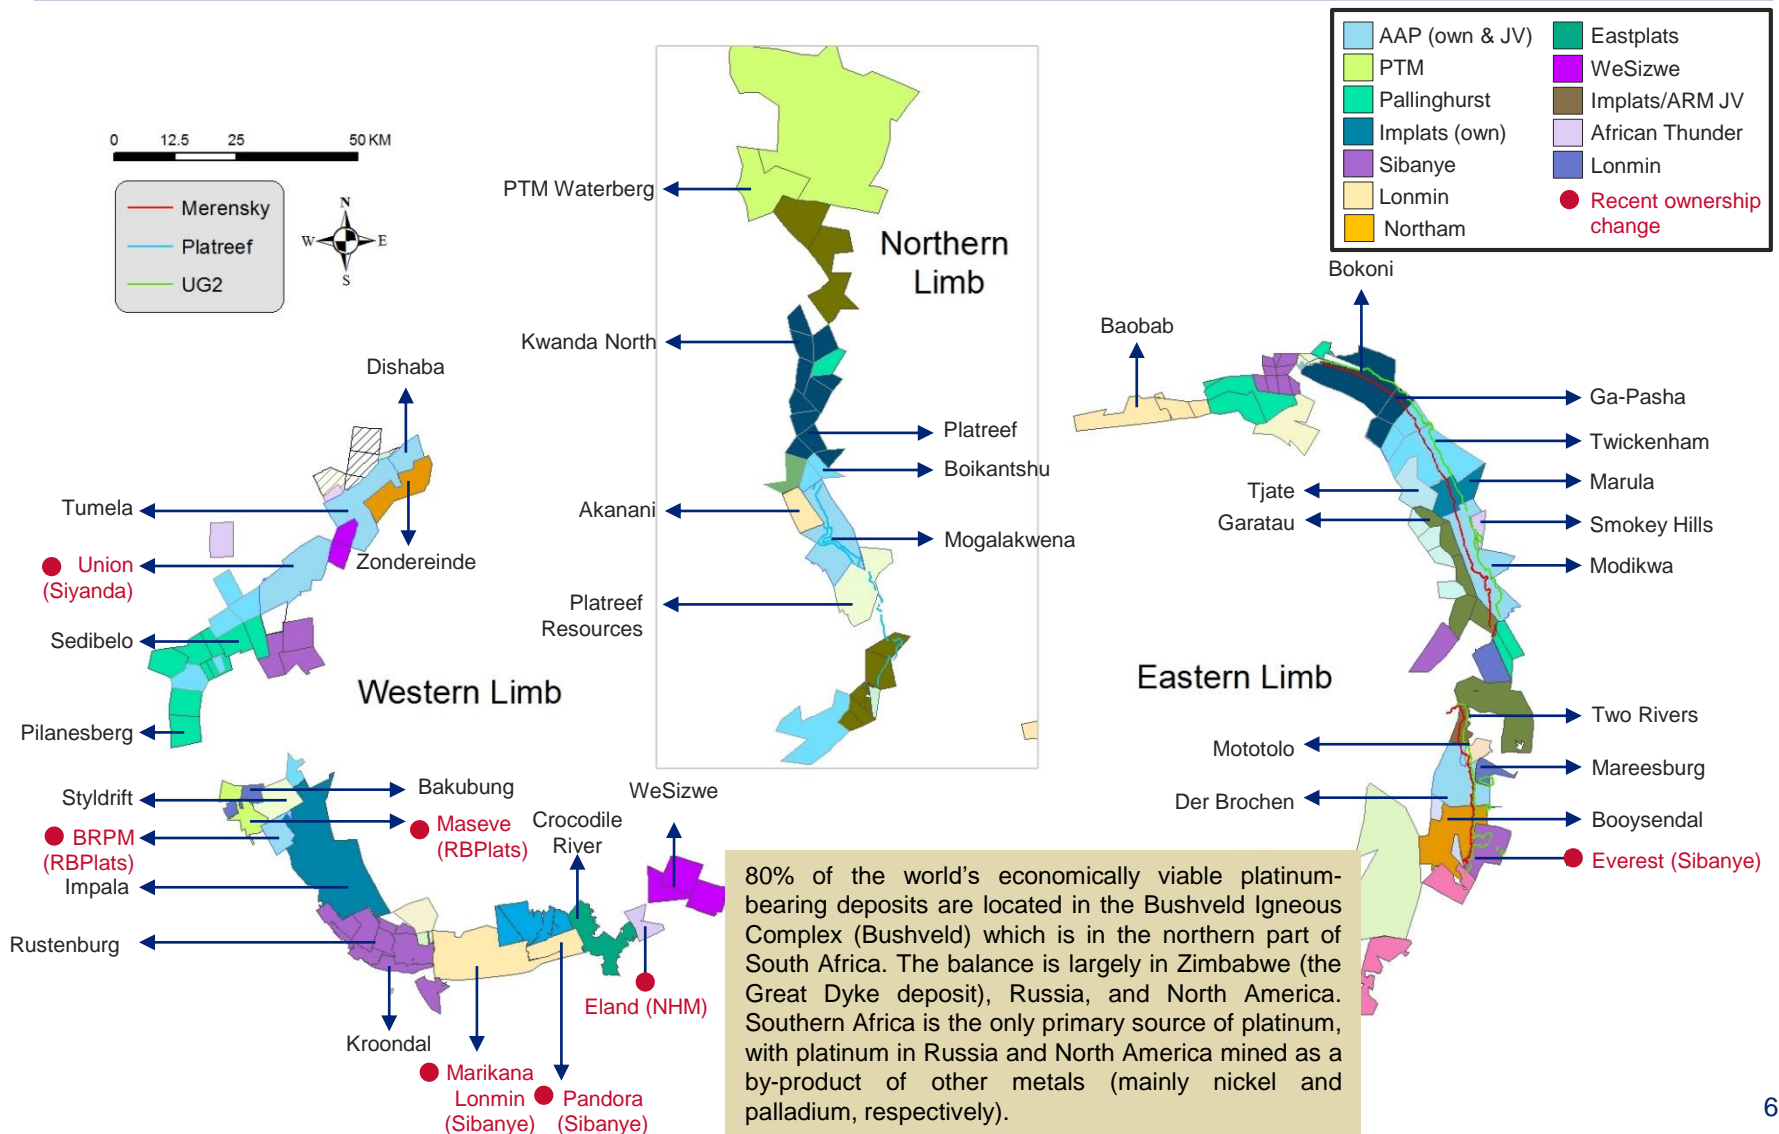 AAP (own & JV)
PTM
Pallinghurst
Implats (own)
Sibanye
Lonmin
Northam
Eastplats
WeSizwe
Implats/ARM JV
African Thunder
Lonmin
Recent ownership
change
0 12.5 25 50 KM
Merensky
Platreef
UG2
N
W E
S
PTM Waterberg
Northern
Limb
Kwanda North
Platreef
Boikantshu
Akanani
Mogalakwena
Platreef
Resources
Dishaba
Tumela
Union
(Siyanda)
Zondereinde
Sedibelo
Western Limb
Pilanesberg
Styldrift
Bakubung
BRPM
(RBPlats)
Maseve
(RBPlats)
Impala
Crocodile
River
WeSizwe
Rustenburg
Kroondal
Eland (NHM)
Marikana
Lonmin
(Sibanye)
Pandora
(Sibanye)
Bokoni
Baobab
Ga-Pasha
Twickenham
Tjate
Marula
Garatau
Smokey Hills
Modikwa
Eastern Limb
Two Rivers
Mototolo
Mareesburg
Der Brochen
Booysendal
Everest (Sibanye)
80% of the world’s economically viable platinum-
bearing deposits are located in the Bushveld Igneous
Complex (Bushveld) which is in the northern part of
South Africa. The balance is largely in Zimbabwe (the
Great Dyke deposit), Russia, and North America.
Southern Africa is the only primary source of platinum,
with platinum in Russia and North America mined as a
by-product of other metals (mainly nickel and
palladium, respectively).
6